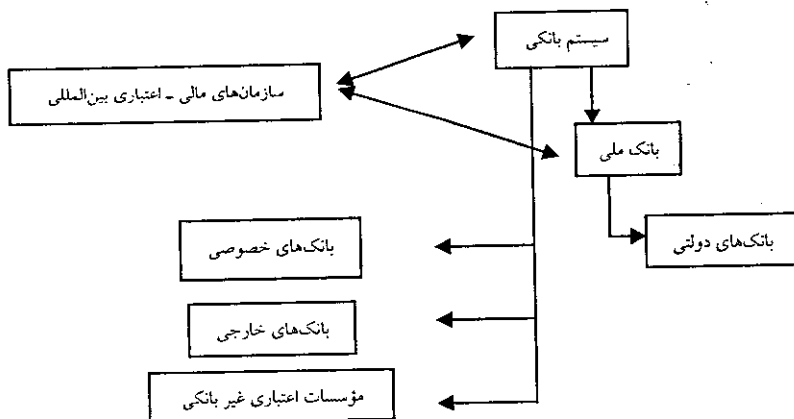 سیستم بانکی
سازمان‌های مالی ـ اعتباری بین‌المللی
بانک ملی
بانک‌های دولتی
بانک‌های خصوصی
بانک‌های خارجی
مؤسسات اعتباری غیر بانکی